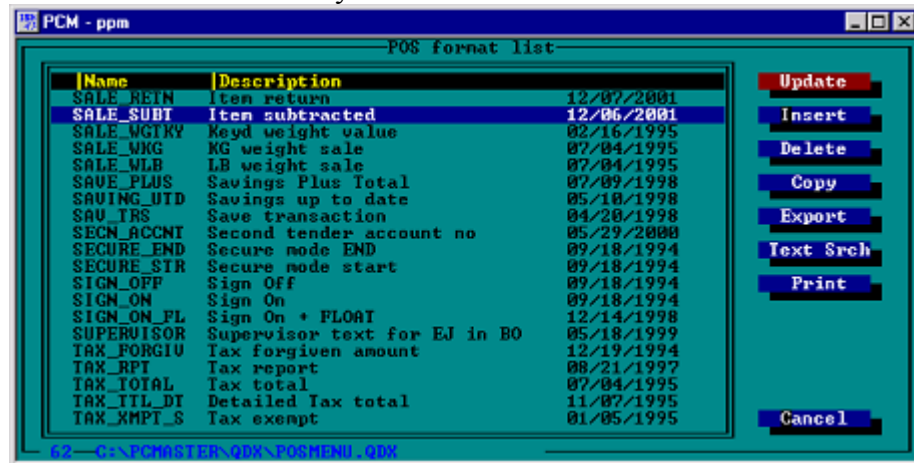 PCM - ppm
POS format list
|Name |Description
SALE_RETN Item return 12/07/2001
SALE_SUBT Item subtracted 12/06/2001
SALE_WGTKY Keyd weight value 02/16/1995
SALE_WKG KG weight sale 07/04/1995
SALE_WLB LB weight sale 07/04/1995
SAVE_PLUS Savings Plus Total 07/09/1998
SAVING_UTD Savings up to date 05/10/1998
SAV_TRS Save transaction 04/20/1998
SECN_ACCNT Second tender account no 05/29/2000
SECURE_END Secure mode END 09/18/1994
SECURE_STR Secure mode start 09/18/1994
SIGN_OFF Sign Off 09/18/1994
SIGN_ON Sign On 09/18/1994
SIGN_ON_FL Sign On + FLOAT 12/14/1998
SUPERVISOR Supervisor text for EJ in BO 05/18/1999
TAX_FORGIV Tax forgiven amount 12/19/1994
TAX_RPT Tax report 08/21/1997
TAX_TOTAL Tax total 07/04/1995
TAX_TTL_DT Detailed Tax total 11/07/1995
TAX_XMPT_S Tax exempt 01/05/1995
Update
Insert
Delete
Copy
Export
Text Srch
Print
Cancel
62 C:\PCMASTER\QDX\POSMENU.QDX